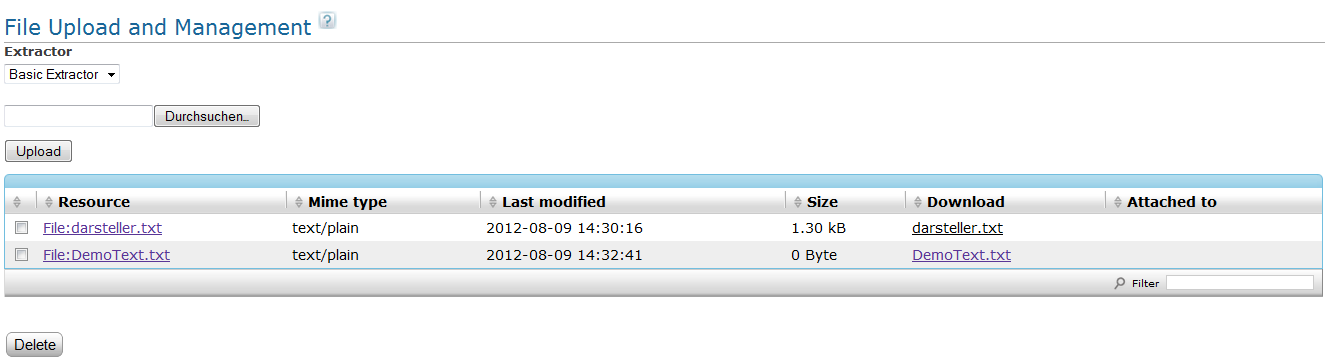 File Upload and Management ?
Extractor
Basic Extractor
Durchsuchen...
Upload
Resource Mime type Last modified Size Download Attached to
File:darsteller.txt text/plain 2012-08-09 14:30:16 1.30 kB darsteller.txt
File:DemoText.txt text/plain 2012-08-09 14:32:41 0 Byte DemoText.txt
Filter
Delete